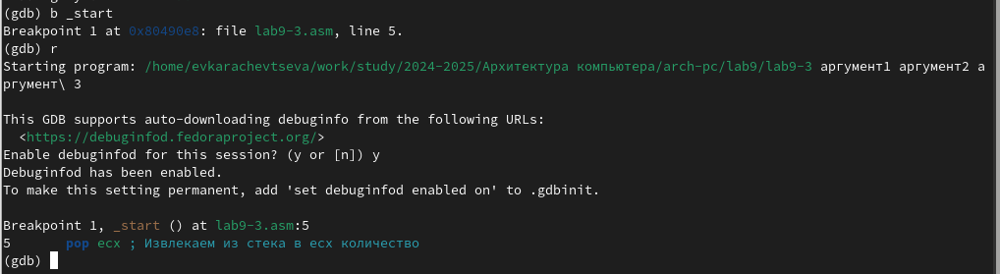 (gdb) b _start
Breakpoint 1 at 0x80490e8: file lab9-3.asm, line 5.
(gdb) r
Starting program: /home/evkarachevtseva/work/study/2024-2025/Архитектура компьютера/arch-pc/lab9/lab9-3 аргумент1 аргумент2 а
ргумент\ 3
This GDB supports auto-downloading debuginfo from the following URLs:
<https://debuginfod.fedoraproject.org/>
Enable debuginfod for this session? (y or [n]) y
Debuginfod has been enabled.
To make this setting permanent, add 'set debuginfod enabled on' to .gdbinit.
Breakpoint 1, _start () at lab9-3.asm:5
5 pop ecx ; Извлекаем из стека в ecx количество
(gdb)